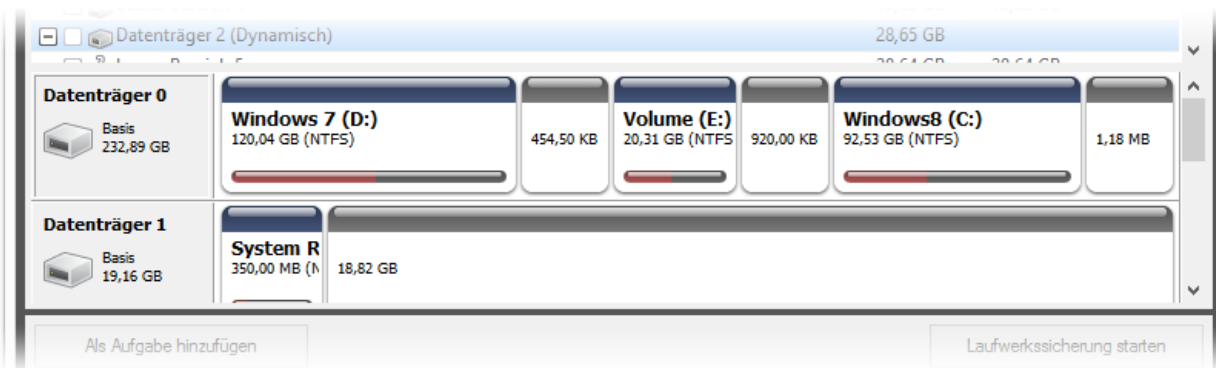 Datenträger 2 (Dynamisch) 28,65 GB
Datenträger 0
Basis
232,89 GB
Windows 7 (D:)
120,04 GB (NTFS)
454,50 KB
Volume (E:)
20,31 GB (NTFS
920,00 KB
Windows8 (C:)
92,53 GB (NTFS)
1,18 MB
Datenträger 1
Basis
19,16 GB
System R
350,00 MB (N
18,82 GB
Als Aufgabe hinzufügen
Laufwerkssicherung starten